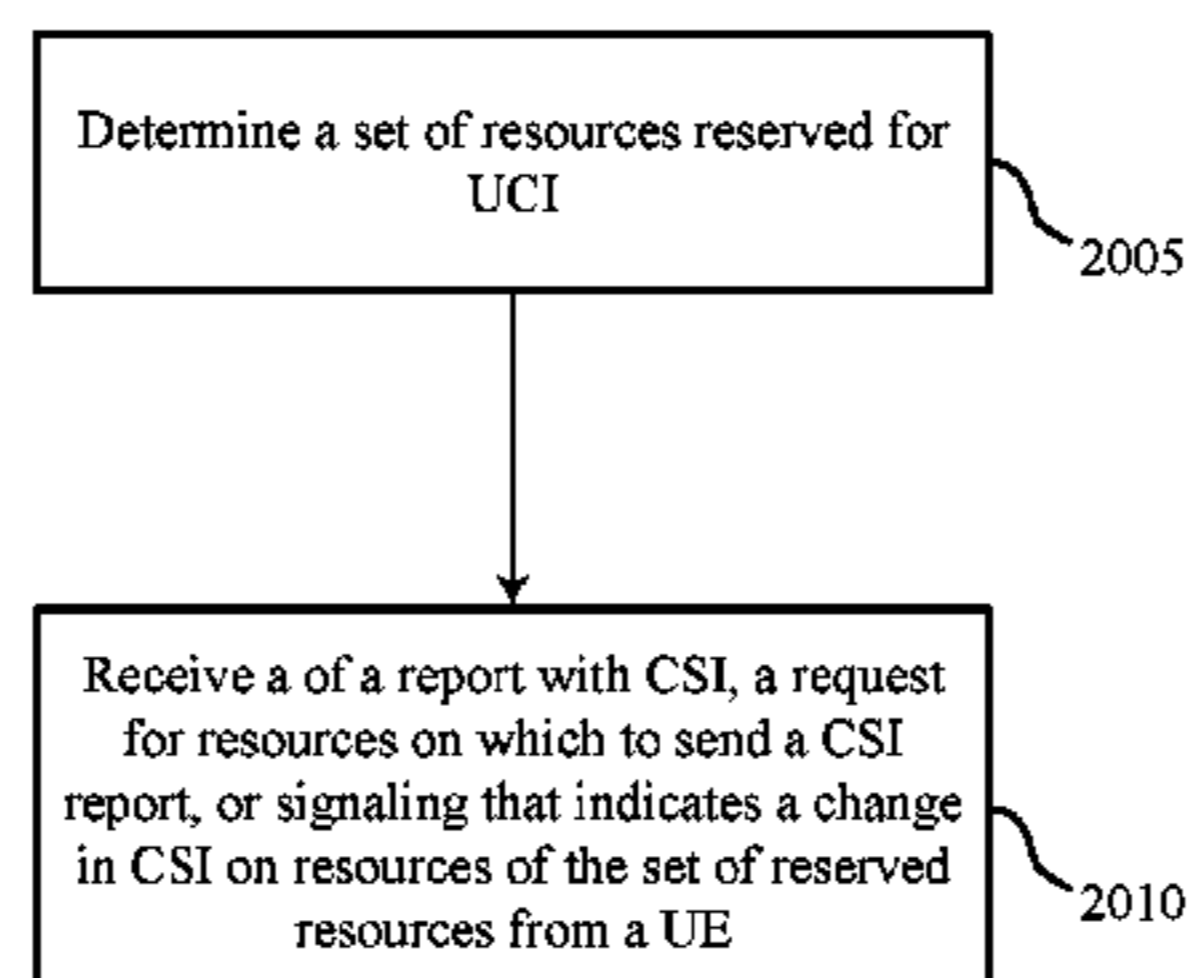 Determine a set of resources reserved for
UCI
2005
Receive a of a report with CSI, a request
for resources on which to send a CSI
report, or signaling that indicates a change
in CSI on resources of the set of reserved
resources from a UE
2010